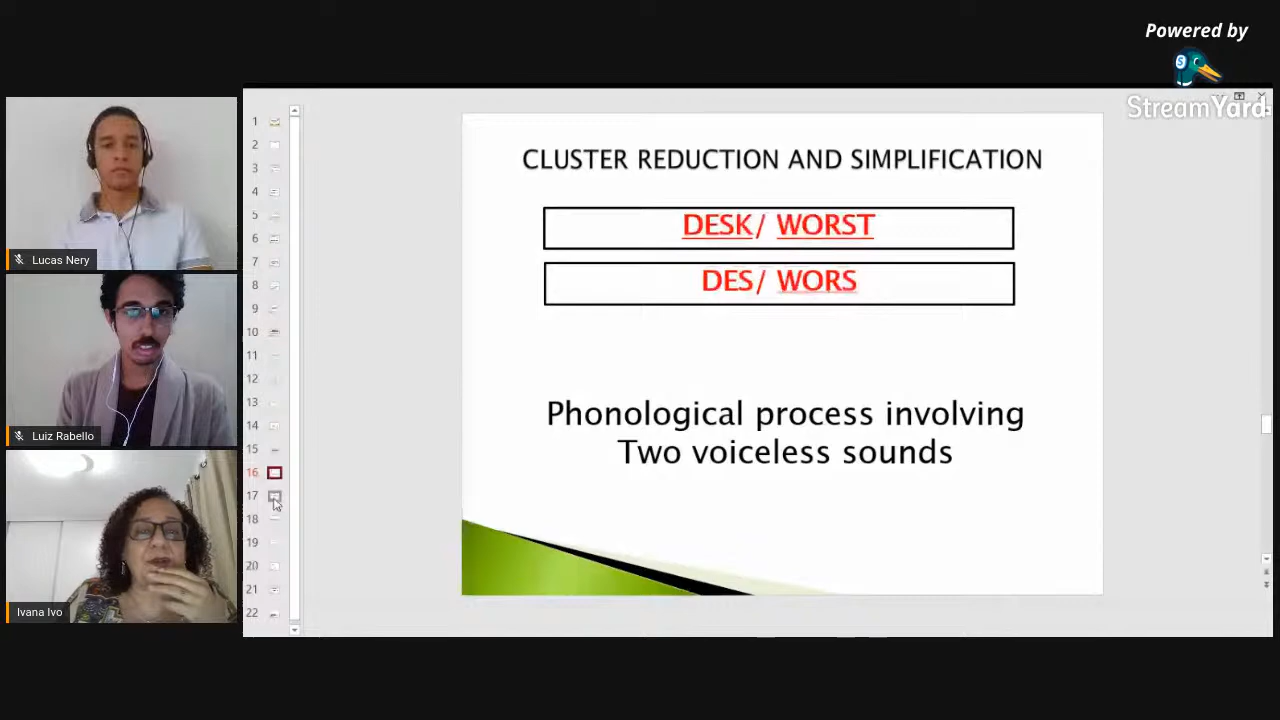 Powered by
StreamYard
Lucas Nery
Luiz Rabello
Ivana Ivo
1
2
3
4
5
6
7
8
9
10
11
12
13
14
15
16
17
18
19
20
21
22
CLUSTER REDUCTION AND SIMPLIFICATION
DESK/ WORST
DES/ WORS
Phonological process involving
Two voiceless sounds